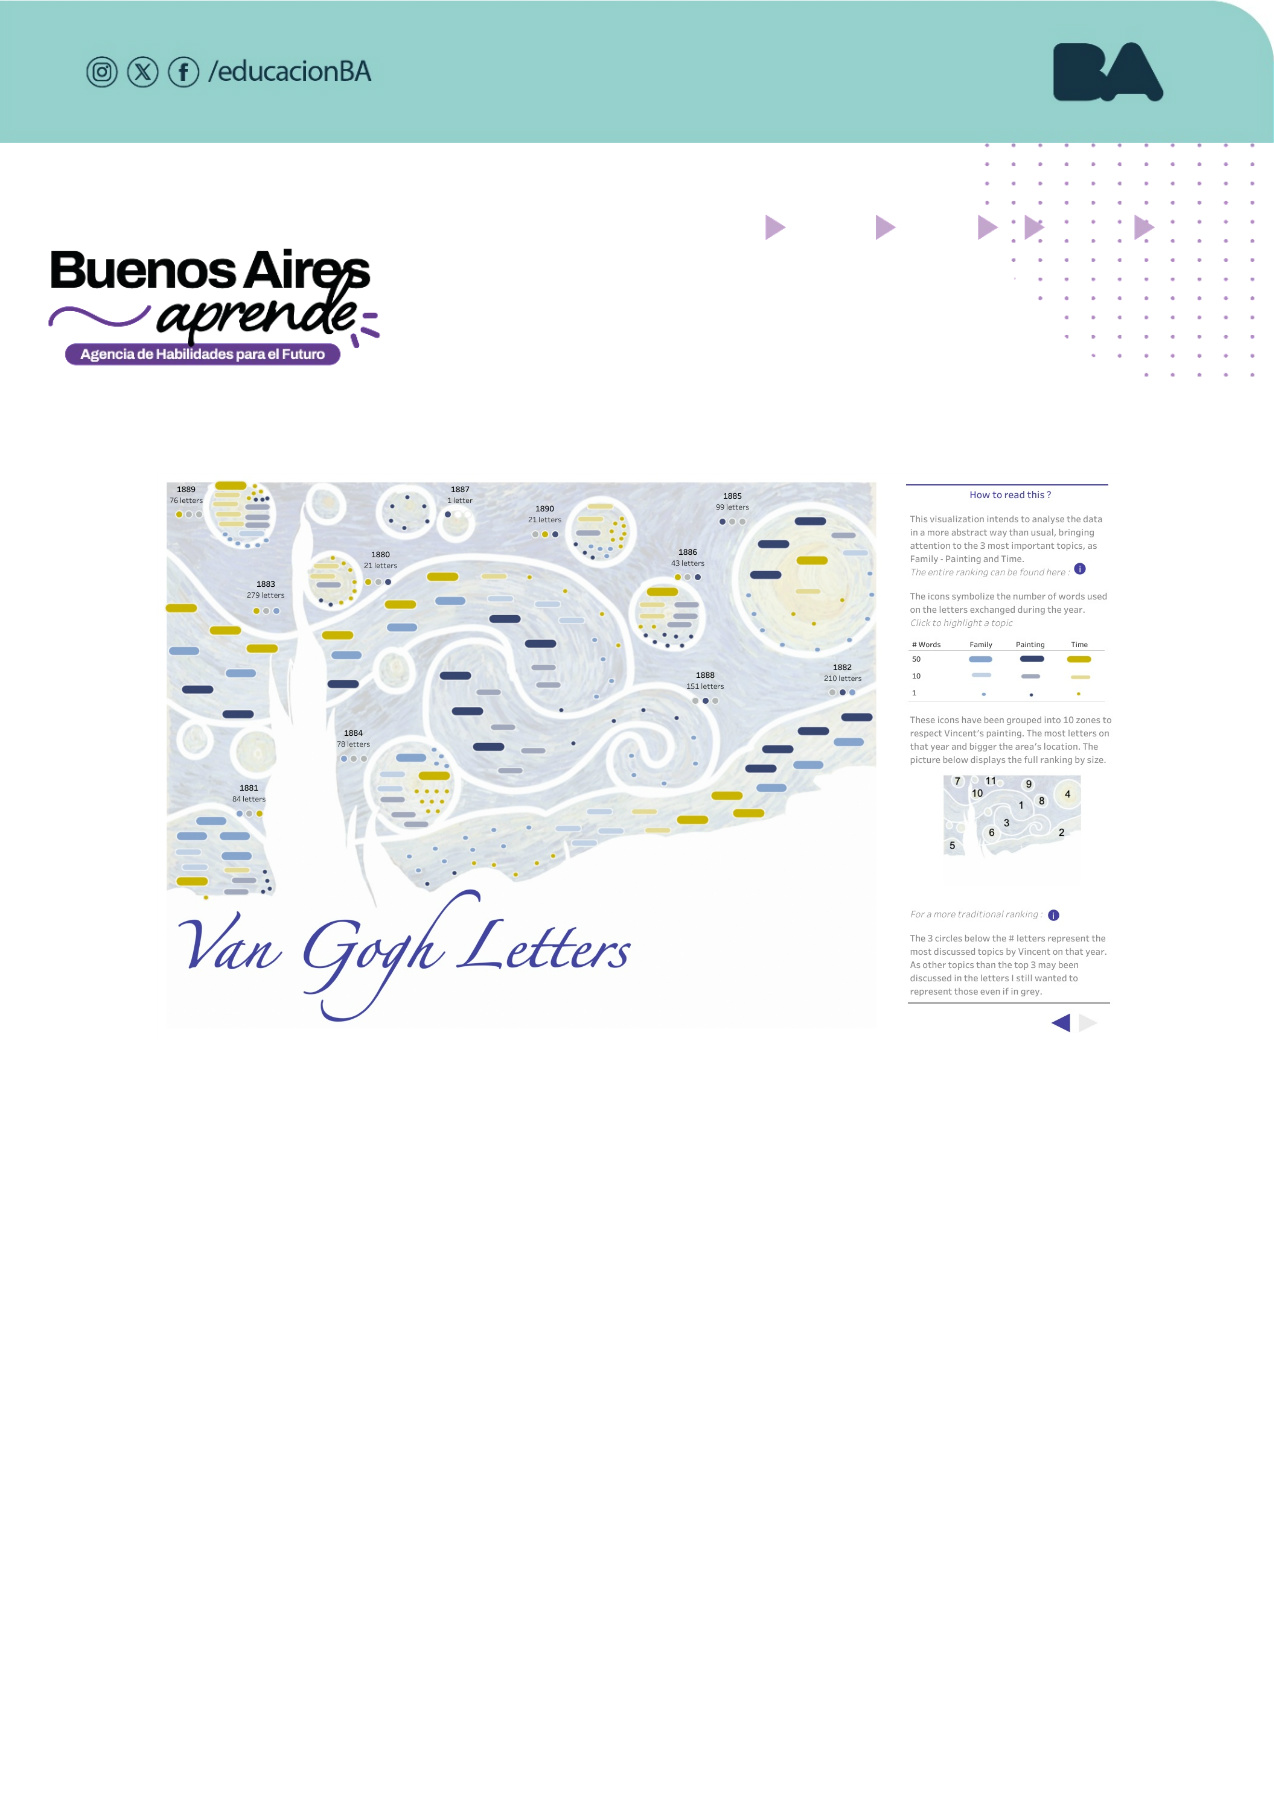 /educacionBA
BA
Buenos Aires
aprende
Agencia de Habilidades para el Futuro
1889
76 letters
1887
1 letter
1890
21 letters
1885
99 letters
1880
21 letters
1886
43 letters
1883
279 letters
1888
151 letters
1882
210 letters
1884
78 letters
1881
84 letters
Van Gogh Letters
How to read this ?
This visualization intends to analyse the data
in a more abstract way than usual, bringing
attention to the 3 most important topics, as
Family - Painting and Time.
The entire ranking can be found here : i
The icons symbolize the number of words used
on the letters exchanged during the year.
Click to highlight a topic
# Words Family Painting Time
50
10
1
These icons have been grouped into 10 zones to
respect Vincent's painting. The most letters on
that year and bigger the area's location. The
picture below displays the full ranking by size.
7 11 9
10 1 8 4
3
6 2
5
For a more traditional ranking : i
The 3 circles below the # letters represent the
most discussed topics by Vincent on that year.
As other topics than the top 3 may been
discussed in the letters I still wanted to
represent those even if in grey.